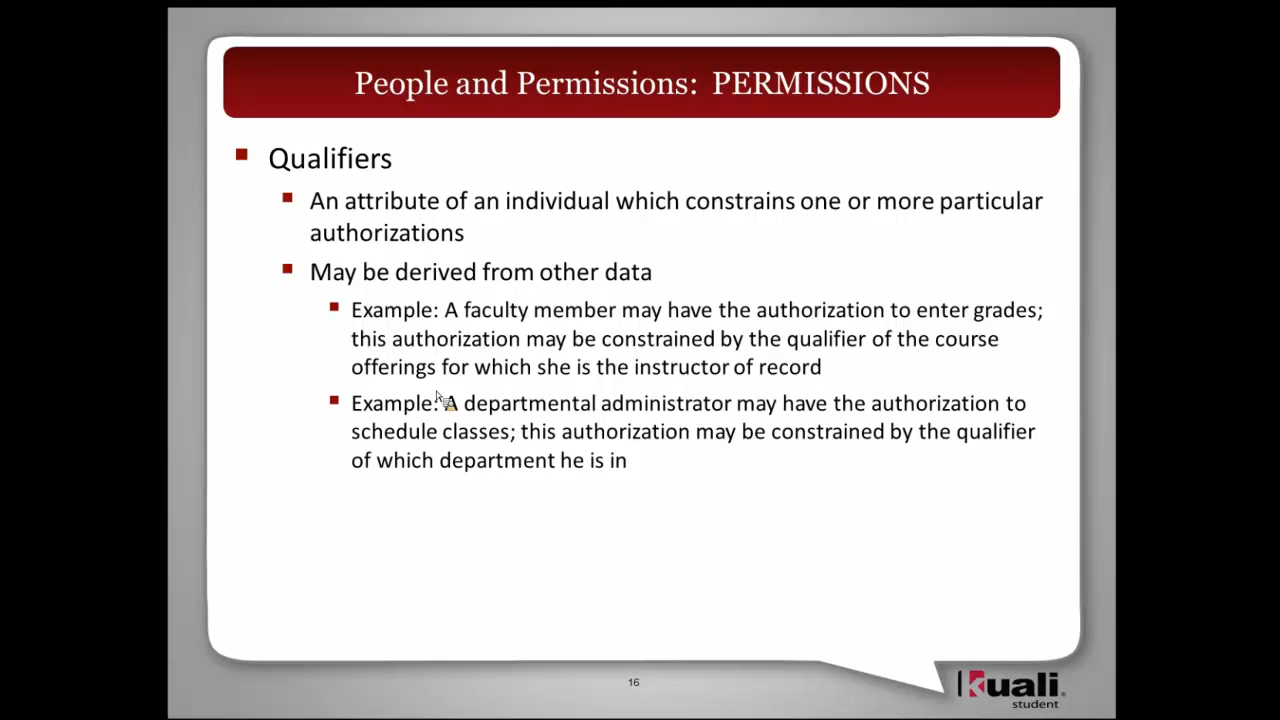 People and Permissions: PERMISSIONS
Qualifiers
An attribute of an individual which constrains one or more particular
authorizations
May be derived from other data
Example: A faculty member may have the authorization to enter grades;
this authorization may be constrained by the qualifier of the course
offerings for which she is the instructor of record
Example: A departmental administrator may have the authorization to
schedule classes; this authorization may be constrained by the qualifier
of which department he is in
16
Kuali®
student